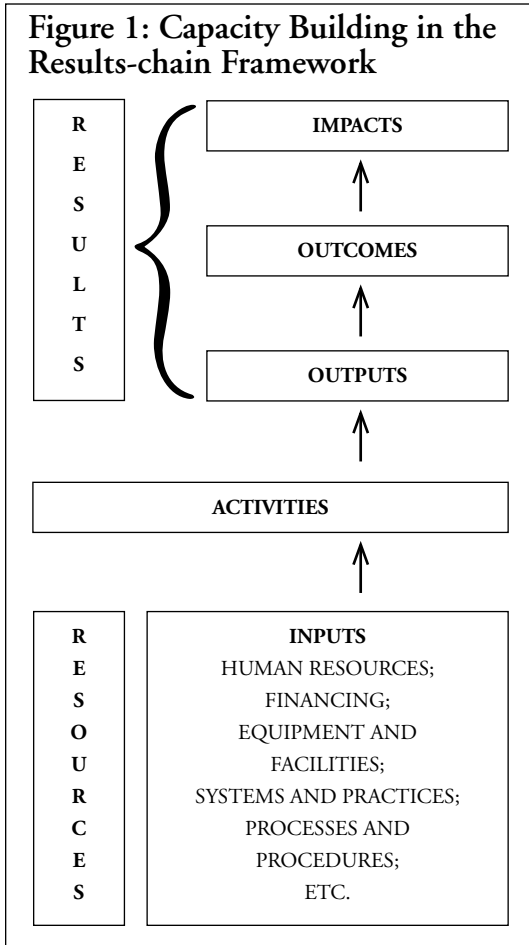 Figure 1: Capacity Building in the
Results-chain Framework
R
E
S
U
L
T
S
IMPACTS
OUTCOMES
OUTPUTS
ACTIVITIES
R
E
S
O
U
R
C
E
S
INPUTS
HUMAN RESOURCES;
FINANCING;
EQUIPMENT AND
FACILITIES;
SYSTEMS AND PRACTICES;
PROCESSES AND
PROCEDURES;
ETC.